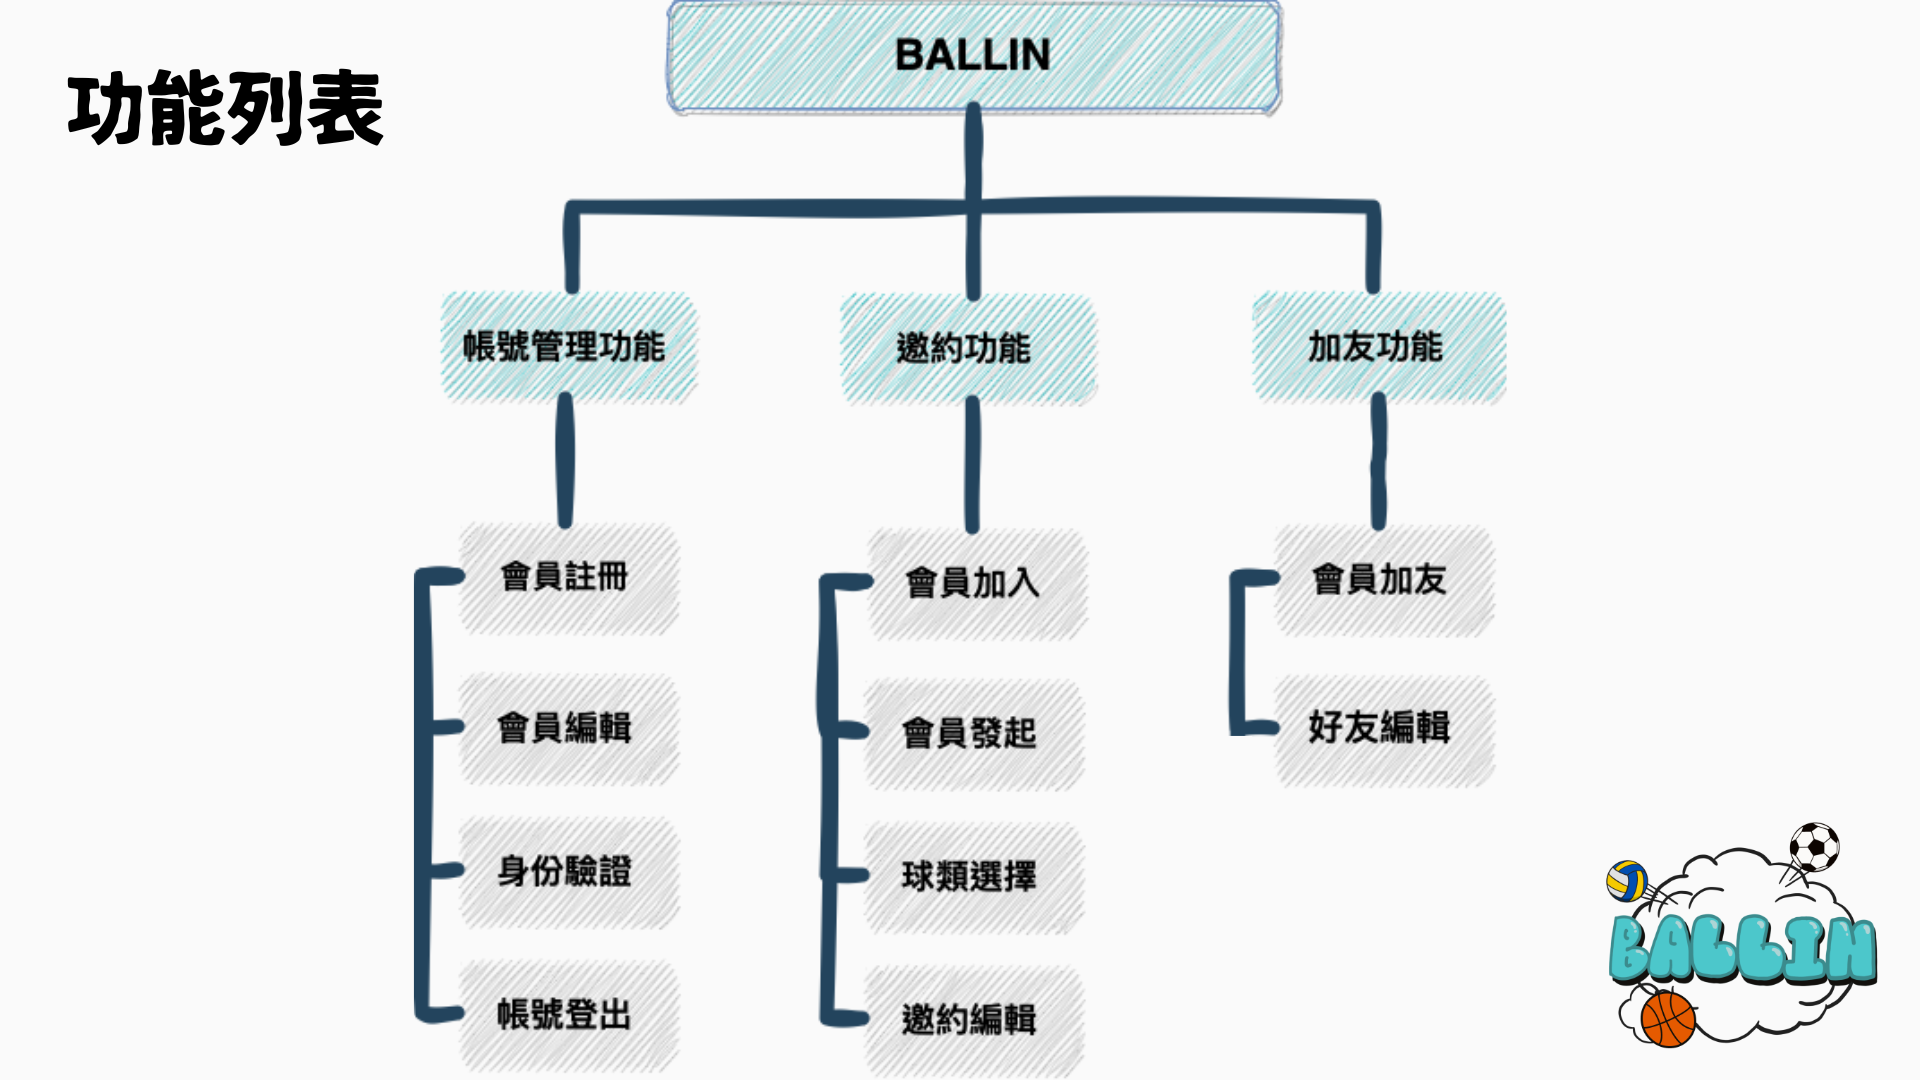 功能列表
BALLIN
帳號管理功能
邀約功能
加友功能
會員註冊
會員編輯
身份驗證
帳號登出
會員加入
會員發起
球類選擇
邀約編輯
會員加友
好友編輯
BALLIN